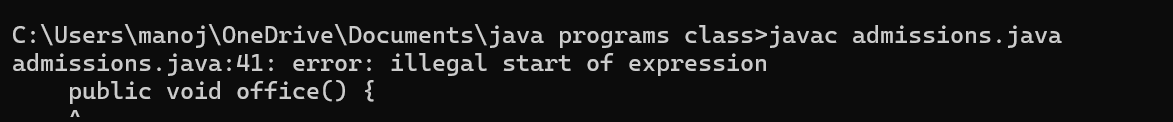 C:\Users\manoj\OneDrive\Documents\java programs class>javac admissions.java
admissions.java:41: error: illegal start of expression
    public void office() {
    ^